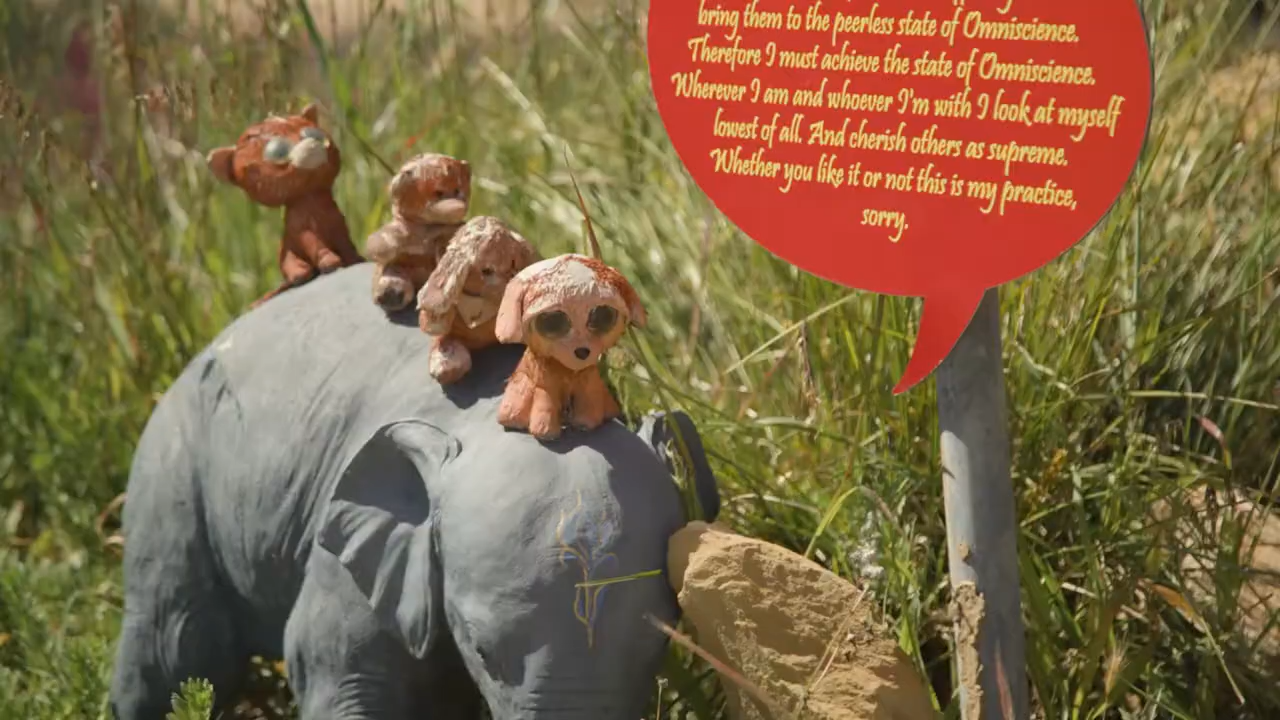 bring them to the peerless state of Omniscience.
Therefore I must achieve the state of Omniscience.
Wherever I am and whoever I'm with I look at myself
lowest of all. And cherish others as supreme.
Whether you like it or not this is my practice,
sorry.